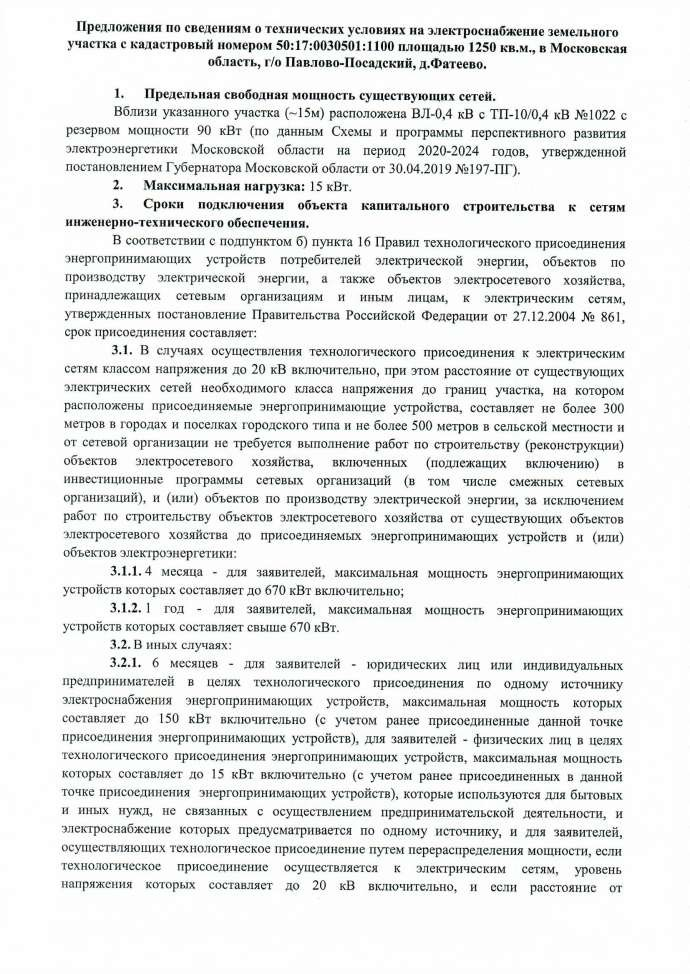 Предложения по сведениям о технических условиях на электроснабжение земельного
участка с кадастровый номером 50:17:0030501:1100 площадью 1250 кв.м., в Московская
область, г/о Павлово-Посадский, д.Фатеево.
1. Предельная свободная мощность существующих сетей.
Вблизи указанного участка (~15м) расположена ВЛ-0,4 кВ с ТП-10/0,4 кВ №1022 с
резервом мощности 90 кВт (по данным Схемы и программы перспективного развития
электроэнергетики Московской области на период 2020-2024 годов, утвержденной
постановлением Губернатора Московской области от 30.04.2019 №197-ПГ).
2. Максимальная нагрузка: 15 кВт.
3. Сроки подключения объекта капитального строительства к сетям
инженерно-технического обеспечения.
В соответствии с подпунктом б) пункта 16 Правил технологического присоединения
энергопринимающих устройств потребителей электрической энергии, объектов по
производству электрической энергии, а также объектов электросетевого хозяйства,
принадлежащих сетевым организациям и иным лицам, к электрическим сетям,
утвержденных постановление Правительства Российской Федерации от 27.12.2004 № 861,
срок присоединения составляет:
3.1. В случаях осуществления технологического присоединения к электрическим
сетям классом напряжения до 20 кВ включительно, при этом расстояние от существующих
электрических сетей необходимого класса напряжения до границ участка, на котором
расположены присоединяемые энергопринимающие устройства, составляет не более 300
метров в городах и поселках городского типа и не более 500 метров в сельской местности и
от сетевой организации не требуется выполнение работ по строительству (реконструкции)
объектов электросетевого хозяйства, включенных (подлежащих включению) в
инвестиционные программы сетевых организаций (в том числе смежных сетевых
организаций), и (или) объектов по производству электрической энергии, за исключением
работ по строительству объектов электросетевого хозяйства от существующих объектов
электросетевого хозяйства до присоединяемых энергопринимающих устройств и (или)
объектов электроэнергетики:
3.1.1. 4 месяца - для заявителей, максимальная мощность энергопринимающих
устройств которых составляет до 670 кВт включительно;
3.1.2. 1 год - для заявителей, максимальная мощность энергопринимающих
устройств которых составляет свыше 670 кВт.
3.2. В иных случаях:
3.2.1. 6 месяцев - для заявителей - юридических лиц или индивидуальных
предпринимателей в целях технологического присоединения по одному источнику
электроснабжения энергопринимающих устройств, максимальная мощность которых
составляет до 150 кВт включительно (с учетом ранее присоединенные данной точке
присоединения энергопринимающих устройств), для заявителей - физических лиц в целях
технологического присоединения энергопринимающих устройств, максимальная мощность
которых составляет до 15 кВт включительно (с учетом ранее присоединенных в данной
точке присоединения энергопринимающих устройств), которые используются для бытовых
и иных нужд, не связанных с осуществлением предпринимательской деятельности, и
электроснабжение которых предусматривается по одному источнику, и для заявителей,
осуществляющих технологическое присоединение путем перераспределения мощности, если
технологическое присоединение осуществляется к электрическим сетям, уровень
напряжения которых составляет до 20 кВ включительно, и если расстояние от